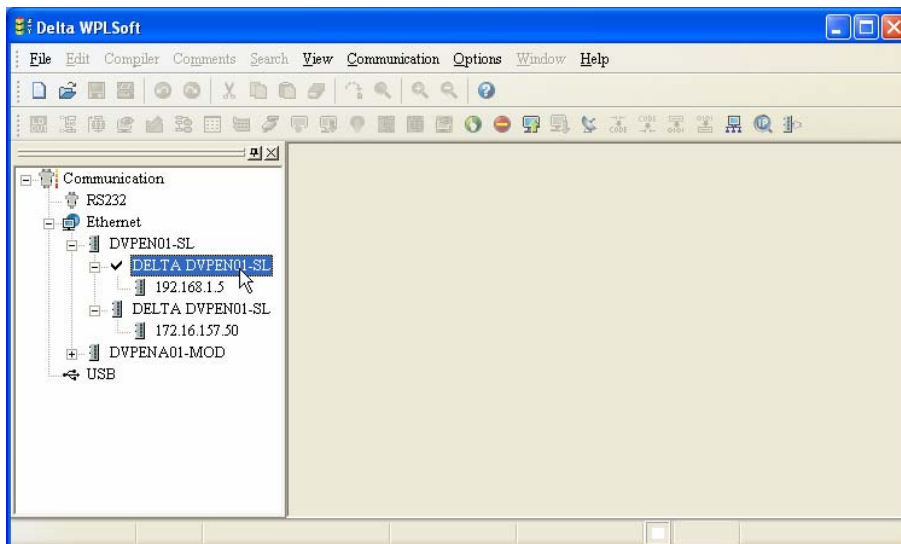 Delta WPLSoft
File Edit Compiler Comments Search View Communication Options Window Help
Communication
RS232
Ethernet
DVPEN01-SL
DELTA DVPEN01-SL
192.168.1.5
DELTA DVPEN01-SL
172.16.157.50
DVPENA01-MOD
USB